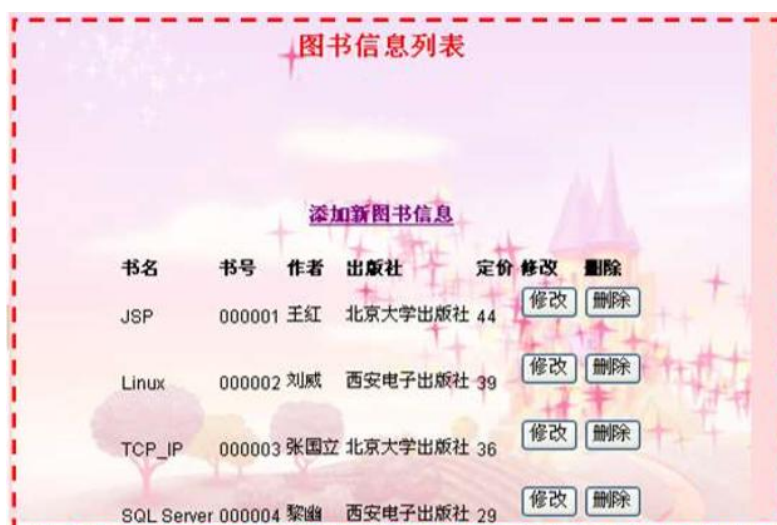 图书信息列表
添加新图书信息
书名 书号 作者 出版社 定价 修改 删除
JSP 000001 王红 北京大学出版社 44 修改 删除
Linux 000002 刘威 西安电子出版社 39 修改 删除
TCP_IP 000003 张国立 北京大学出版社 36 修改 删除
SQL Server 000004 黎幽 西安电子出版社 29 修改 删除